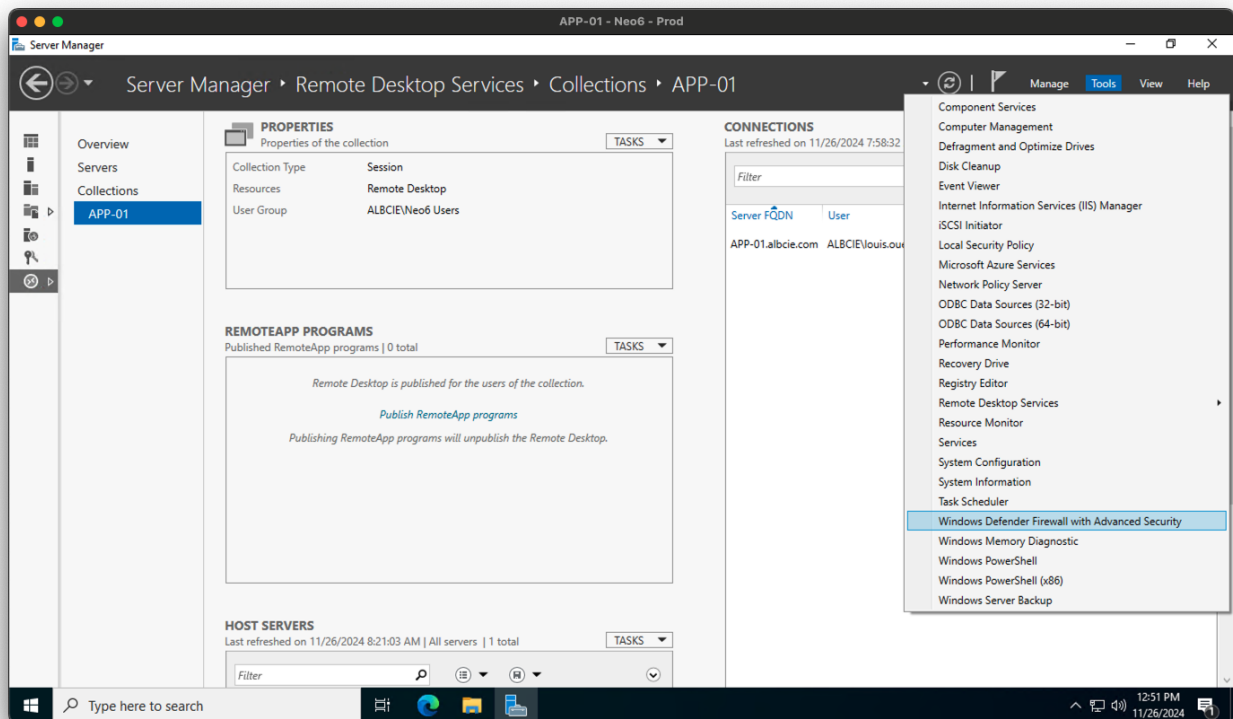 APP-01 - Neo6 - Prod
Server Manager
Server Manager ‣ Remote Desktop Services ‣ Collections ‣ APP-01
Manage Tools View Help
Overview
Servers
Collections
APP-01
PROPERTIES
Properties of the collection
TASKS
Collection Type Session
Resources Remote Desktop
User Group ALBCIE\Neo6 Users
REMOTEAPP PROGRAMS
Published RemoteApp programs | 0 total
TASKS
Remote Desktop is published for the users of the collection.
Publish RemoteApp programs
Publishing RemoteApp programs will unpublish the Remote Desktop.
HOST SERVERS
Last refreshed on 11/26/2024 8:21:03 AM | All servers | 1 total
TASKS
Filter
CONNECTIONS
Last refreshed on 11/26/2024 7:58:32
Filter
Server FQDN User
APP-01.albcie.com ALBCIE\louis.oue
Component Services
Computer Management
Defragment and Optimize Drives
Disk Cleanup
Event Viewer
Internet Information Services (IIS) Manager
iSCSI Initiator
Local Security Policy
Microsoft Azure Services
Network Policy Server
ODBC Data Sources (32-bit)
ODBC Data Sources (64-bit)
Performance Monitor
Recovery Drive
Registry Editor
Remote Desktop Services
Resource Monitor
Services
System Configuration
System Information
Task Scheduler
Windows Defender Firewall with Advanced Security
Windows Memory Diagnostic
Windows PowerShell
Windows PowerShell (x86)
Windows Server Backup
Type here to search
12:51 PM
11/26/2024
1